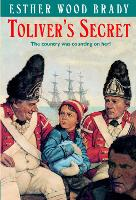 ESTHER WOOD BRADY
TOLIVER'S SECRET
The country was counting on her!